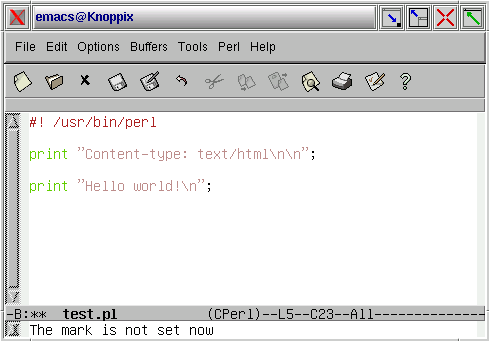 emacs@Knoppix
File Edit Options Buffers Tools Perl Help
#! /usr/bin/perl
print "Content-type: text/html\n\n";
print "Hello world!\n";
-B:** test.pl (CPerl)--L5--C23--All--------------
The mark is not set now